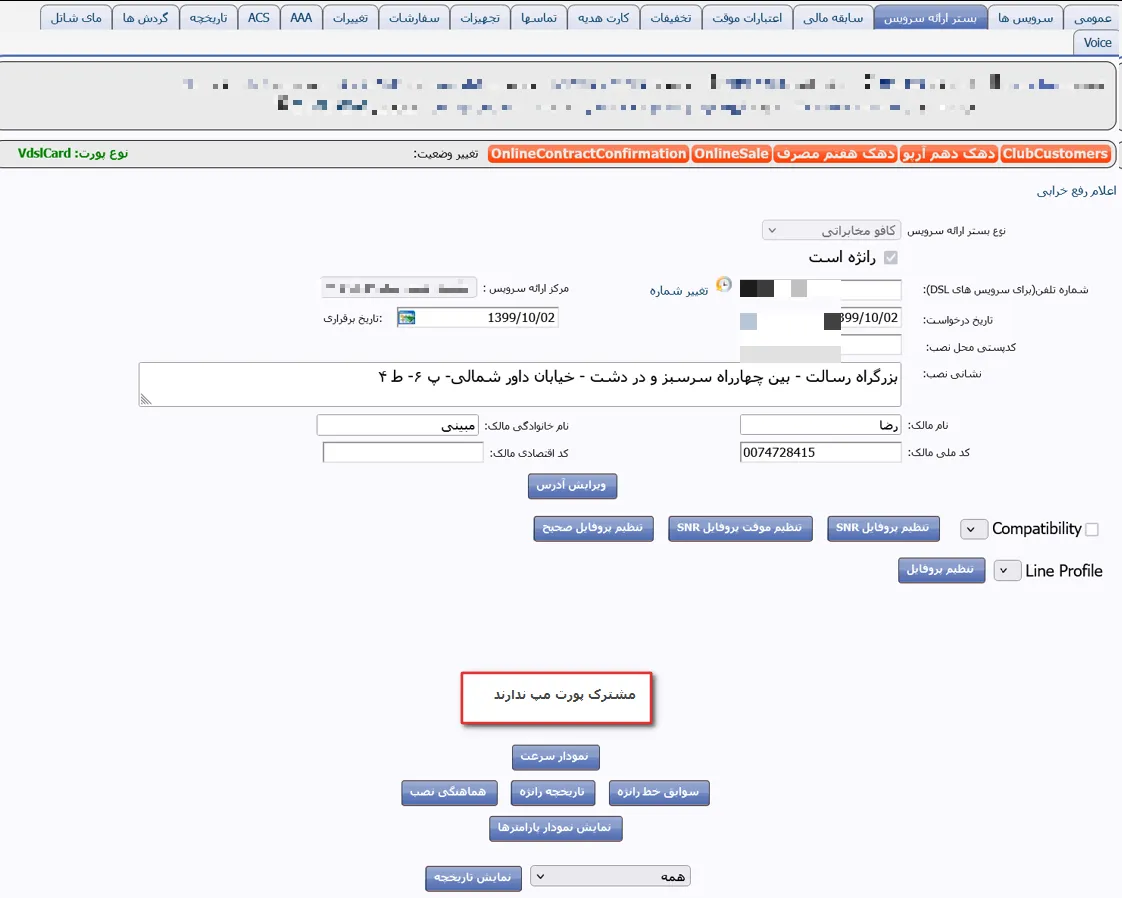 عمومی سرویس ها بستر ارائه سرویس سابقه مالی اعتبارات موقت تخفیفات کارت هدیه تماسها تجهیزات سفارشات تغییرات AAA ACS تاریخچه گردش ها مای شاتل
Voice
ClubCustomers دهک دهم آریو دهک هفتم مصرف OnlineSale OnlineContractConfirmation تغییر وضعیت: نوع پورت: VdslCard
اعلام رفع خرابی
نوع بستر ارائه سرویس کافو مخابراتی
رانژه است
شماره تلفن(برای سرویس های DSL): تغییر شماره مرکز ارائه سرویس :
تاریخ درخواست: 399/10/02 تاریخ برقراری: 1399/10/02
کدپستی محل نصب:
نشانی نصب: بزرگراه رسالت - بین چهارراه سرسبز و در دشت - خیابان داور شمالی- پ ۶- ط ۴
نام مالک: رضا نام خانوادگی مالک: مبینی
کد ملی مالک: 0074728415 کد اقتصادی مالک:
ویرایش آدرس
Compatibility تنظیم پروفایل SNR تنظیم موقت پروفایل SNR تنظیم پروفایل صحیح
Line Profile تنظیم پروفایل
مشترک پورت مپ ندارند
نمودار سرعت
سوابق خط رانژه تاریخچه رانژه هماهنگی نصب
نمایش نمودار پارامترها
همه نمایش تاریخچه